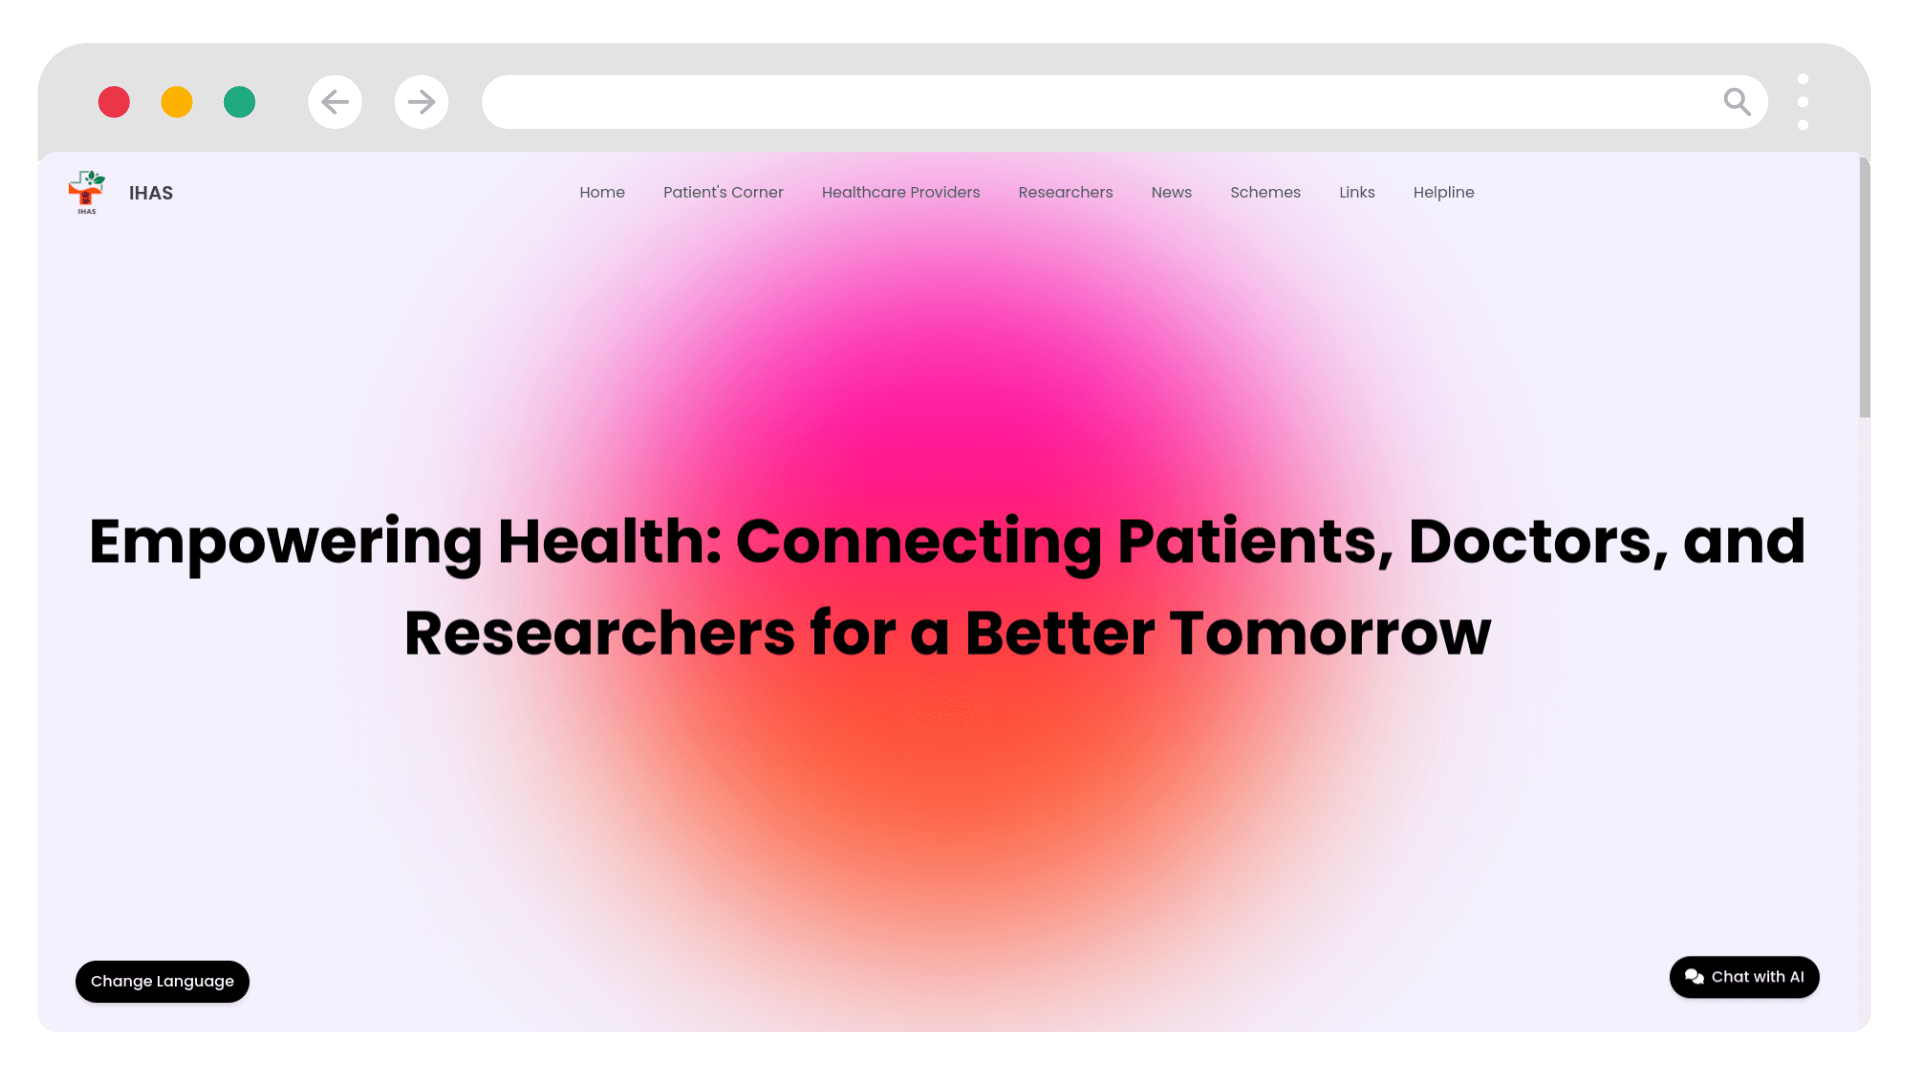 IHAS
IHAS
Home
Patient's Corner
Healthcare Providers
Researchers
News
Schemes
Links
Helpline
Empowering Health: Connecting Patients, Doctors, and
Researchers for a Better Tomorrow
Change Language
Chat with AI